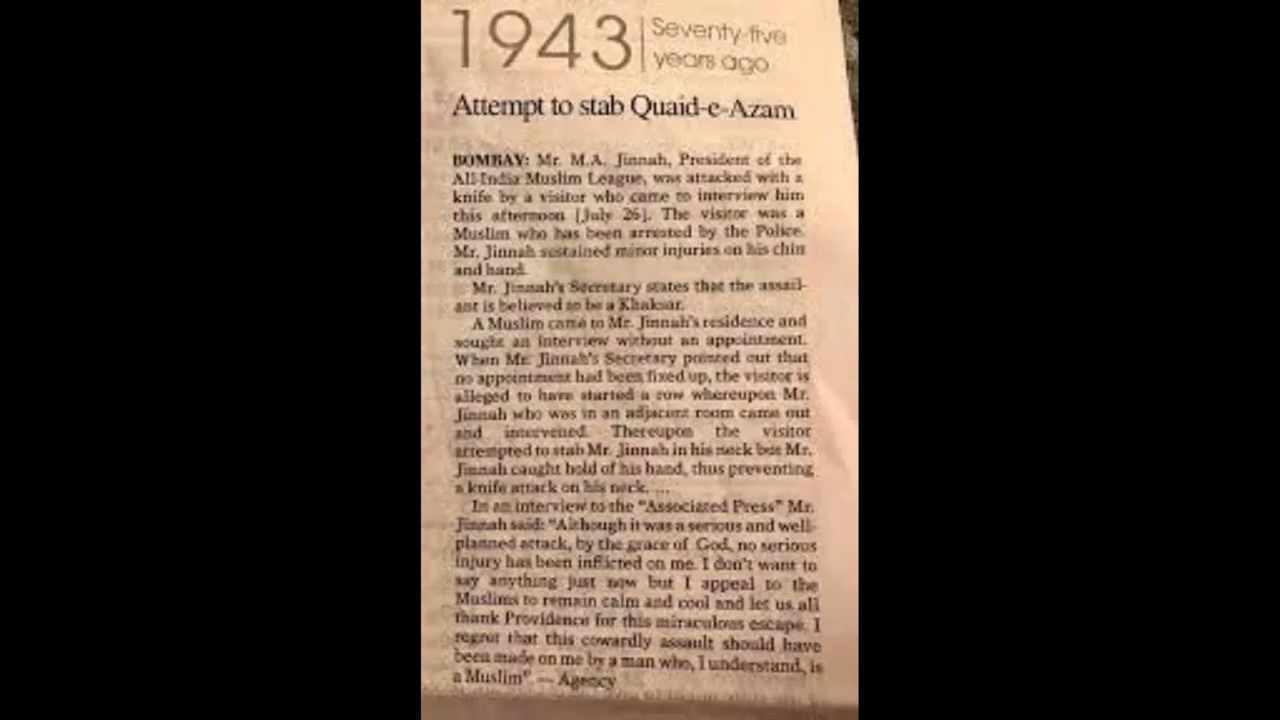 1943
Seventy-five
years ago
Attempt to stab Quaid-e-Azam
BOMBAY: Mr. M.A. Jinnah, President of the
All-India Muslim League, was attacked with a
knife by a visitor who came to interview him
this afternoon [July 26]. The visitor was a
Muslim who has been arrested by the Police.
Mr. Jinnah sustained minor injuries on his chin
and hand.
Mr. Jinnah's Secretary states that the assail-
ant is believed to be a Khaksar.
A Muslim came to Mr. Jinnah's residence and
sought an interview without an appointment.
When Mr. Jinnah's Secretary pointed out that
no appointment had been fixed up, the visitor is
alleged to have started a row whereupon Mr.
Jinnah who was in an adjacent room came out
and intervened. Thereupon the visitor
attempted to stab Mr. Jinnah in his neck but Mr.
Jinnah caught hold of his hand, thus preventing
a knife attack on his neck. ...
In an interview to the "Associated Press" Mr.
Jinnah said: "Although it was a serious and well-
planned attack, by the grace of God, no serious
injury has been inflicted on me. I don't want to
say anything just now but I appeal to the
Muslims to remain calm and cool and let us all
thank Providence for this miraculous escape. I
regret that this cowardly assault should have
been made on me by a man who, I understand, is
a Muslim". — Agency